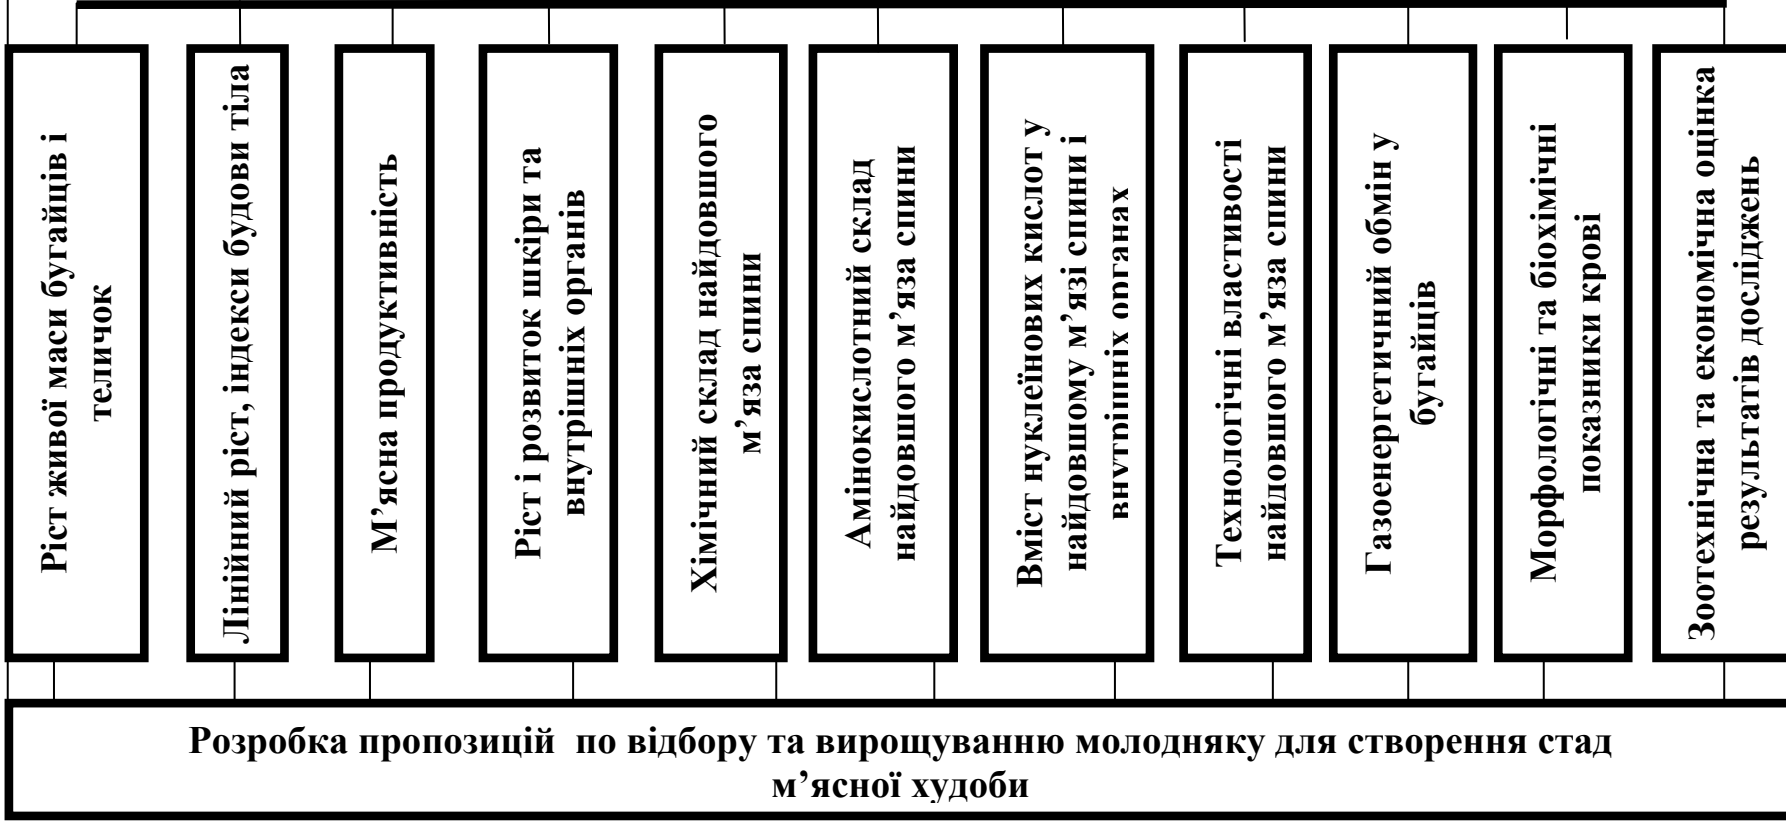 Ріст живої маси бугайців і
теличок
Лінійний ріст, індекси будови тіла
М’ясна продуктивність
Ріст і розвиток шкіри та
внутрішніх органів
Хімічний склад найдовшого
м’яза спини
Амінокислотний склад
найдовшого м’яза спини
Вміст нуклеїнових кислот у
найдовшому м’язі спини і
внутрішніх органах
Технологічні властивості
найдовшого м’яза спини
Газоенергетичний обмін у
бугайців
Морфологічні та біохімічні
показники крові
Зоотехнічна та економічна оцінка
результатів досліджень
Розробка пропозицій по відбору та вирощуванню молодняку для створення стад
м’ясної худоби